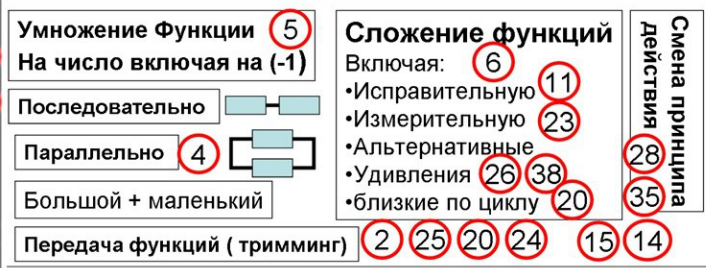 Умножение Функции 5
На число включая на (-1)
Последовательно
Параллельно 4
Большой + маленький
Сложение функций
Включая: 6
•Исправительную 11
•Измерительную 23
•Альтернативные
•Удивления 26 38
•близкие по циклу 20
Смена принципа
действия
28
35
Передача функций ( тримминг) 2 25 20 24 15 14